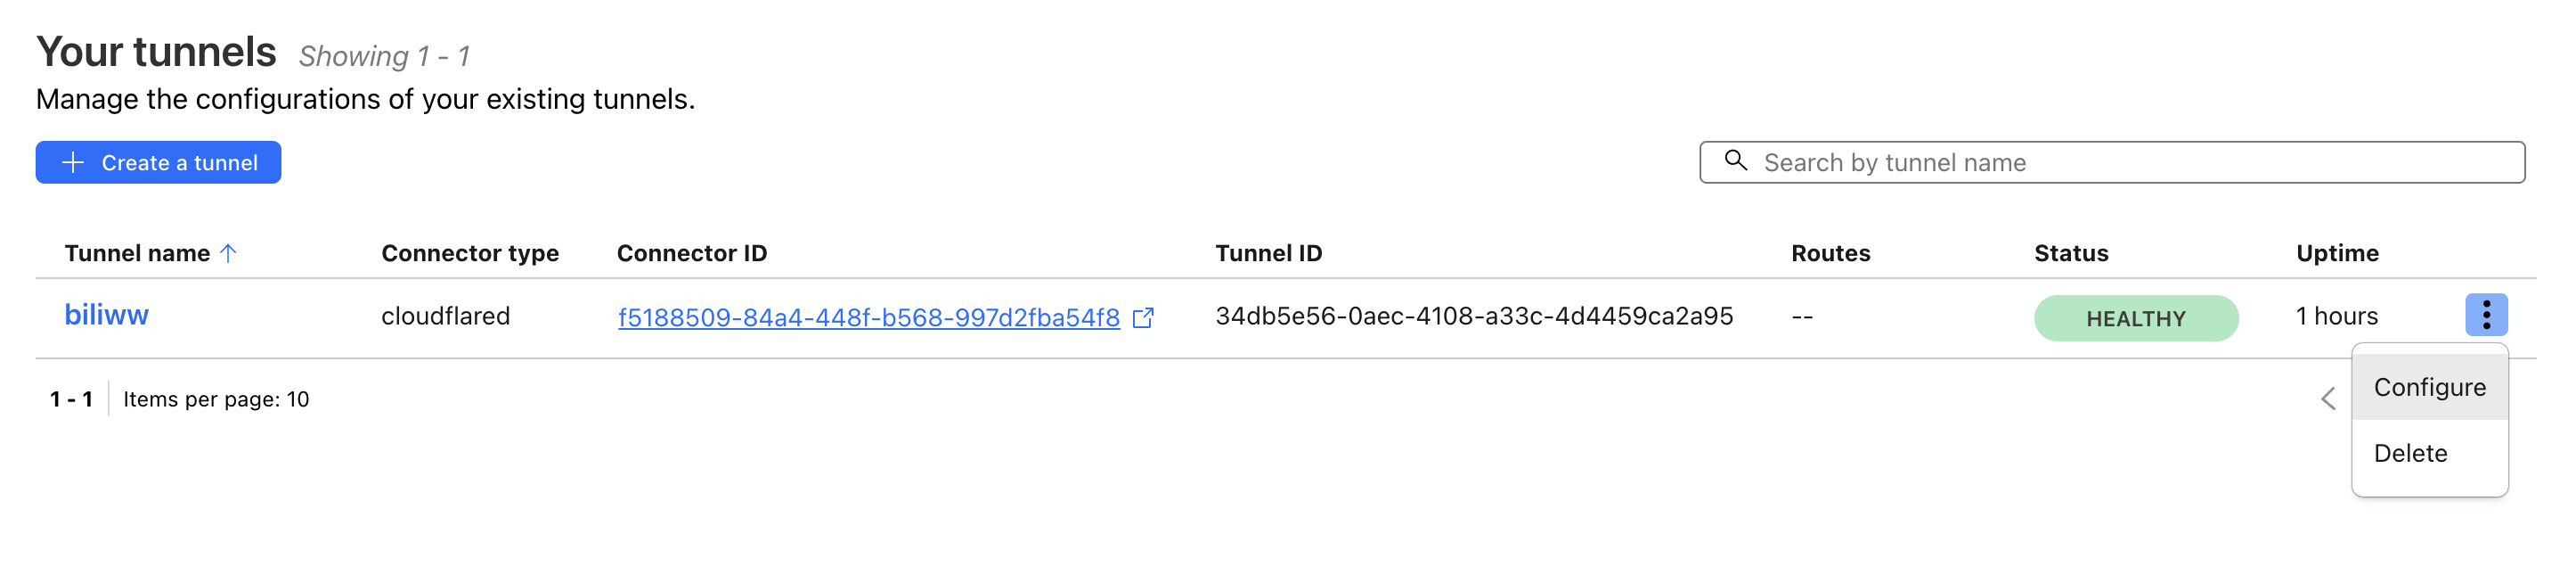 Your tunnels Showing 1 - 1
Manage the configurations of your existing tunnels.
Create a tunnel
Search by tunnel name
Tunnel name Connector type Connector ID Tunnel ID Routes Status Uptime
biliww cloudflared f5188509-84a4-448f-b568-997d2fba54f8 34db5e56-0aec-4108-a33c-4d4459ca2a95 -- HEALTHY 1 hours
1 - 1 Items per page: 10
Configure
Delete